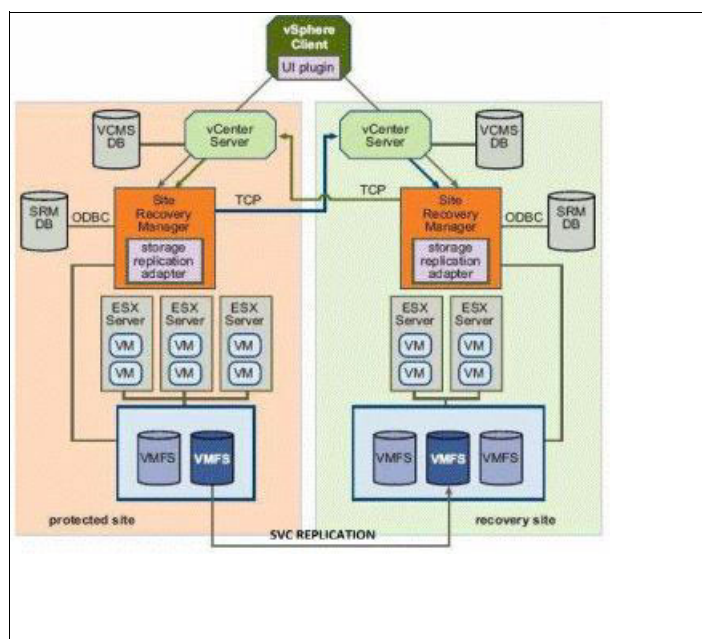 vSphere
Client
UI plugin
VCMS
DB
vCenter
Server
vCenter
Server
VCMS
DB
SRM
DB
ODBC
Site
Recovery
Manager
storage
replication
adapter
TCP
TCP
Site
Recovery
Manager
storage
replication
adapter
ODBC
SRM
DB
ESX
Server
VM
VM
ESX
Server
VM
VM
ESX
Server
VM
VM
ESX
Server
VM
VM
ESX
Server
VM
VM
VMFS
VMFS
VMFS
VMFS
VMFS
protected site
SVC REPLICATION
recovery site